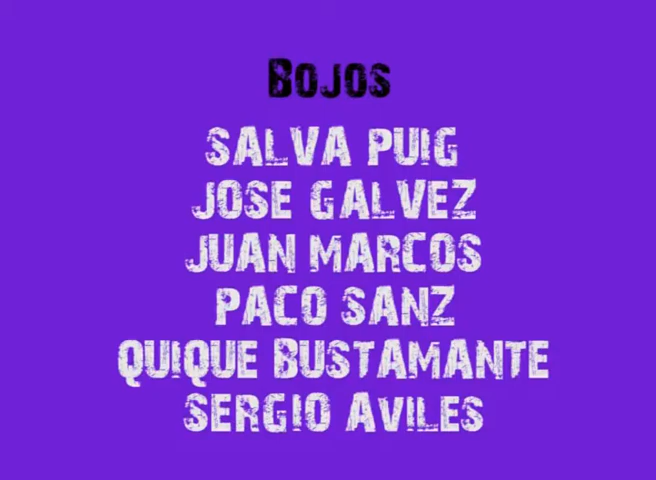 BOJOS
SALVA PUIG
JOSE GALVEZ
JUAN MARCOS
PACO SANZ
QUIQUE BUSTAMANTE
SERGIO AVILES